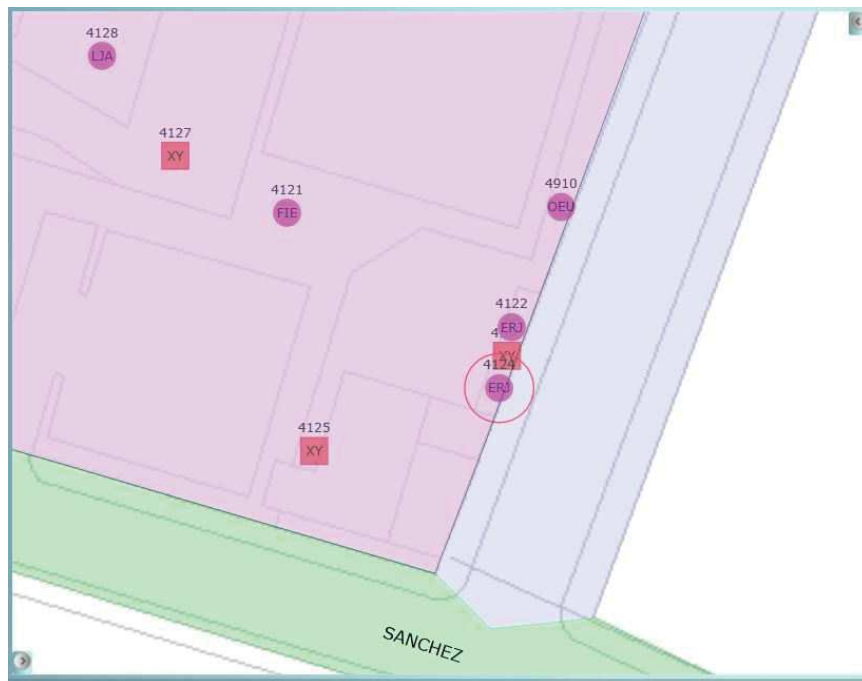 4128
LJA
4127
XY
4121
FIE
4910
OEU
4122
ERJ
XY
4124
ERJ
4125
XY
SANCHEZ